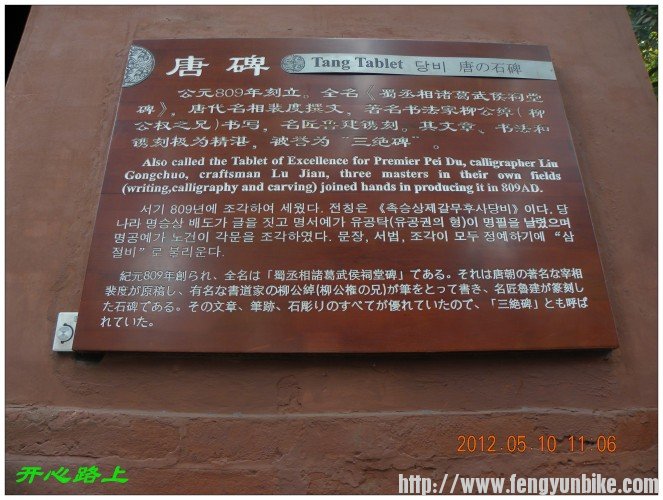 唐碑 Tang Tablet 당비 唐の石碑
公元809年刻立。全名《蜀丞相诸葛武侯祠堂
碑》，唐代名相裴度撰文，著名书法家柳公绰（柳
公权之兄）书写，名匠鲁建镌刻。其文章、书法和
镌刻极为精湛，被誉为“三绝碑”。
Also called the Tablet of Excellence for Premier Pei Du, calligrapher Liu
Gongchuo, craftsman Lu Jian, three masters in their own fields
(writing,calligraphy and carving) joined hands in producing it in 809AD.
서기 809년에 조각하여 세웠다. 전칭은《촉승상제갈무후사당비》이다. 당
나라 명승상 배도가 글을 짓고 명서예가 유공탁(유공권의 형)이 명필을 날렸으며
명공예가 노건이 각문을 조각하였다. 문장, 서법, 조각이 모두 정예하기에 “삼
절비”로 불리운다.
紀元809年創られ、全名は「蜀丞相諸葛武侯祠堂碑」である。それは唐朝の著名な宰相
裴度が原稿し、有名な書道家の柳公綽(柳公権の兄)が筆をとって書き、名匠魯建が篆刻し
た石碑である。その文章、筆跡、石彫りのすべてが優れていたので、「三絶碑」とも呼ば
れていた。
2012.05.10 11:06
开心路上
http://www.fengyunbike.com